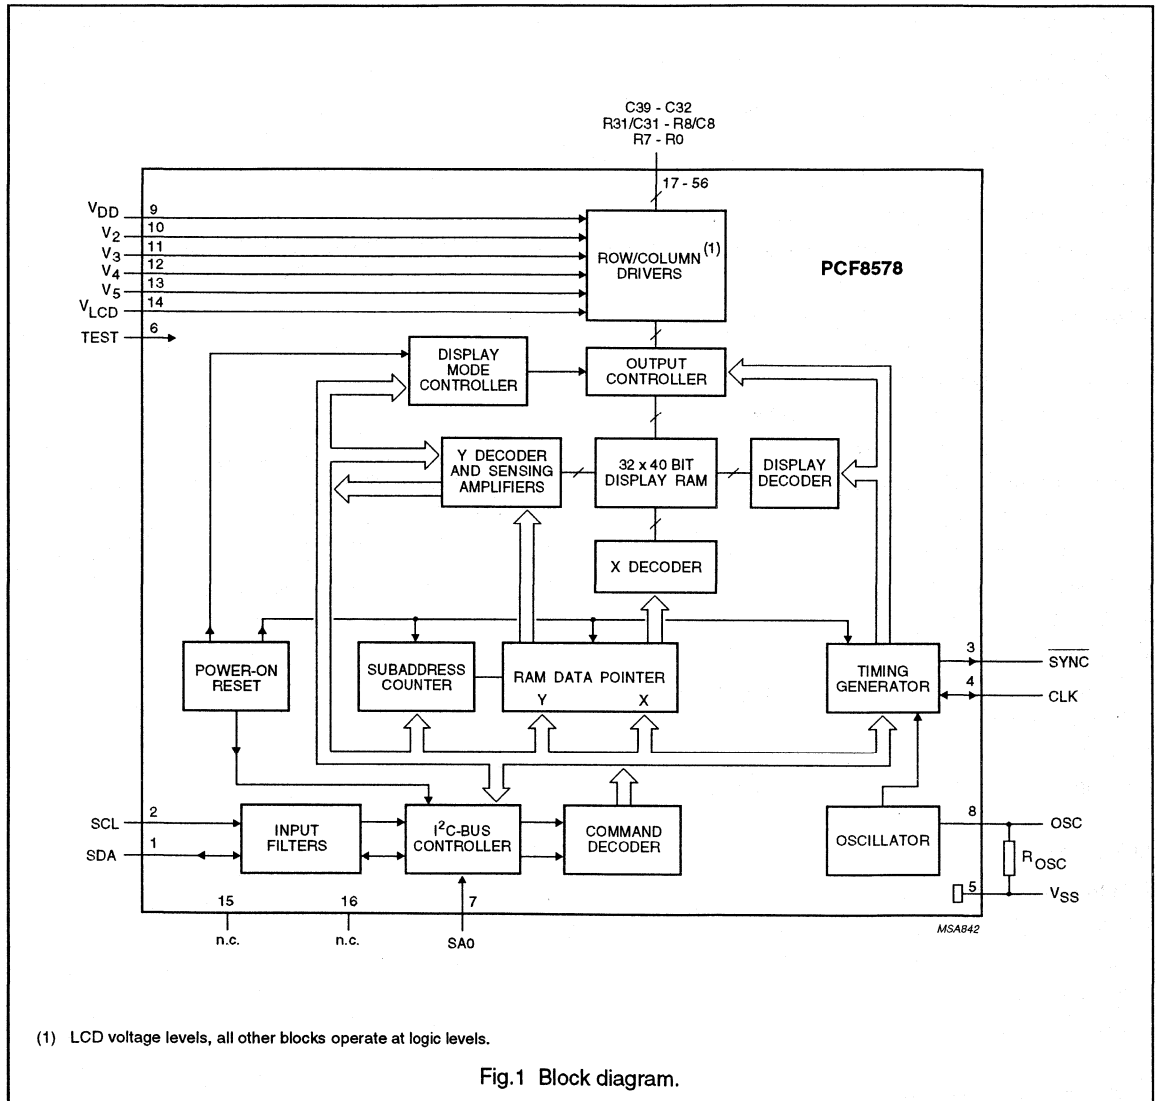 C39 - C32
R31/C31 - R8/C8
R7 - R0
17 - 56
VDD 9
V2 10
V3 11
V4 12
V5 13
VLCD 14
TEST 6
ROW/COLUMN (1)
DRIVERS
PCF8578
DISPLAY
MODE
CONTROLLER
OUTPUT
CONTROLLER
Y DECODER
AND SENSING
AMPLIFIERS
32 x 40 BIT
DISPLAY RAM
DISPLAY
DECODER
X DECODER
POWER-ON
RESET
SUBADDRESS
COUNTER
RAM DATA POINTER
Y X
TIMING
GENERATOR
3 SYNC
4 CLK
SCL 2
SDA 1
INPUT
FILTERS
I2C-BUS
CONTROLLER
COMMAND
DECODER
OSCILLATOR
8 OSC
ROSC
5 VSS
15
n.c.
16
n.c.
7
SA0
MSA842
(1) LCD voltage levels, all other blocks operate at logic levels.
Fig.1 Block diagram.